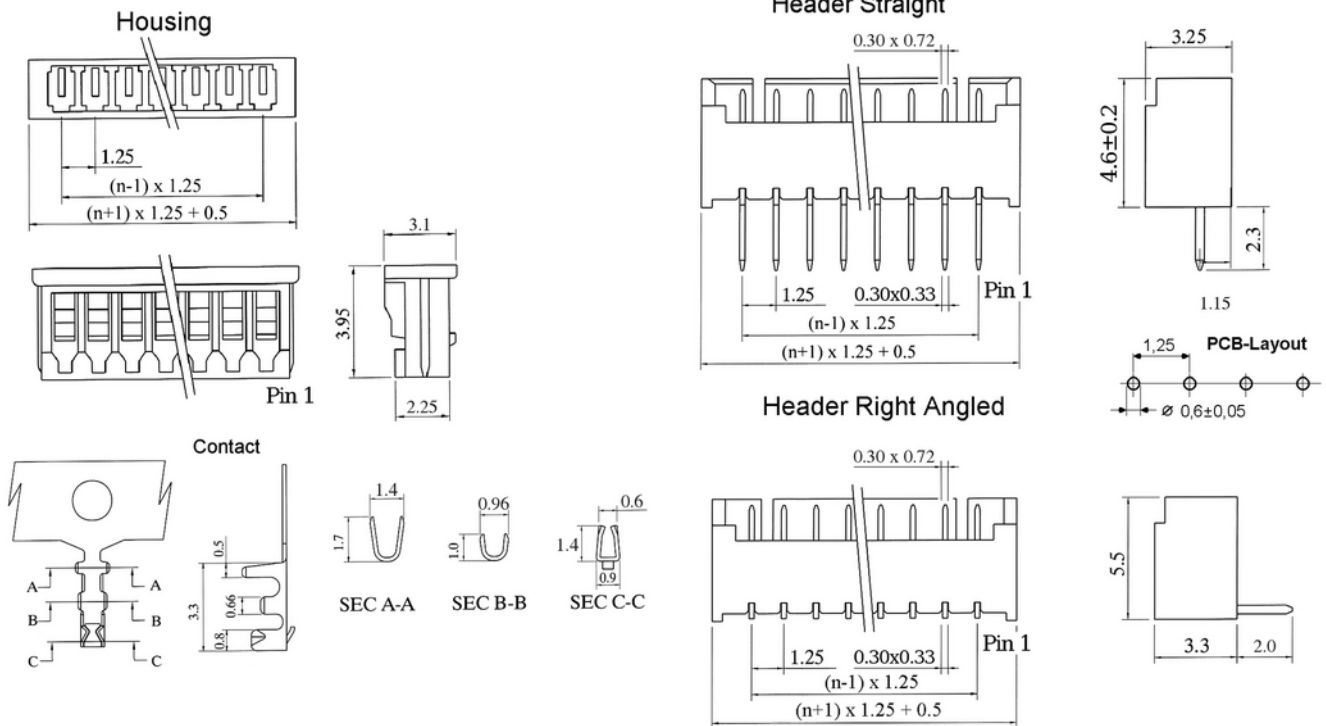 Housing
1.25
(n-1) x 1.25
(n+1) x 1.25 + 0.5
3.1
3.95
2.25
Pin 1
Contact
A
A
B
B
C
C
0.5
3.3
0.66
0.8
1.4
1.7
SEC A-A
0.96
1.0
SEC B-B
0.6
1.4
0.9
SEC C-C
Header Straight
0.30 x 0.72
1.25
0.30x0.33
Pin 1
(n-1) x 1.25
(n+1) x 1.25 + 0.5
3.25
4.6±0.2
2.3
1.15
1,25
PCB-Layout
ø 0,6±0,05
Header Right Angled
0.30 x 0.72
1.25
0.30x0.33
Pin 1
(n-1) x 1.25
(n+1) x 1.25 + 0.5
5.5
3.3
2.0